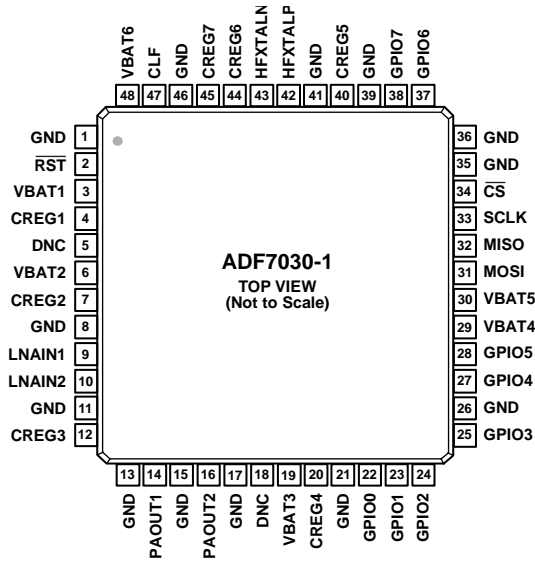 VBAT6
CLF
GND
CREG7
CREG6
HFXTALN
HFXTALP
GND
CREG5
GND
GPIO7
GPIO6
48 47 46 45 44 43 42 41 40 39 38 37
GND 1
RST 2
VBAT1 3
CREG1 4
DNC 5
VBAT2 6
CREG2 7
GND 8
LNAIN1 9
LNAIN2 10
GND 11
CREG3 12
ADF7030-1
TOP VIEW
(Not to Scale)
36 GND
35 GND
34 CS
33 SCLK
32 MISO
31 MOSI
30 VBAT5
29 VBAT4
28 GPIO5
27 GPIO4
26 GND
25 GPIO3
13 14 15 16 17 18 19 20 21 22 23 24
GND
PAOUT1
GND
PAOUT2
GND
DNC
VBAT3
CREG4
GND
GPIO0
GPIO1
GPIO2